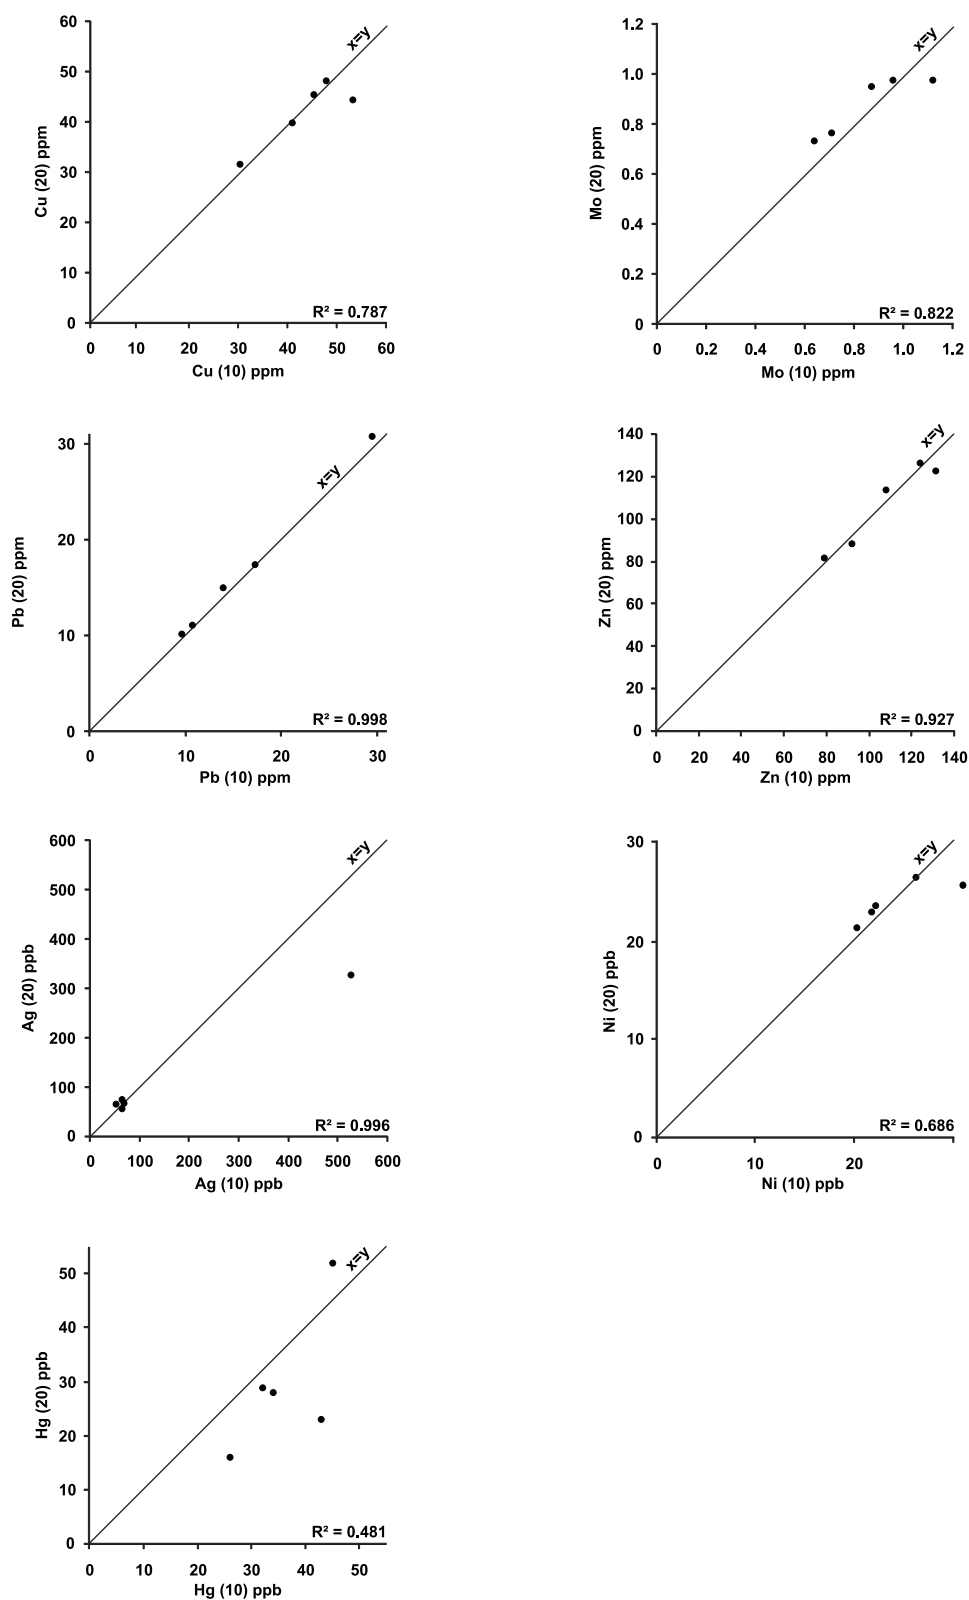 60
50
40
30
20
10
0
Cu (20) ppm
x=y
R² = 0.787
0 10 20 30 40 50 60
Cu (10) ppm
1.2
1.0
0.8
0.6
0.4
0.2
0
Mo (20) ppm
x=y
R² = 0.822
0 0.2 0.4 0.6 0.8 1.0 1.2
Mo (10) ppm
30
20
10
0
Pb (20) ppm
x=y
R² = 0.998
0 10 20 30
Pb (10) ppm
140
120
100
80
60
40
20
0
Zn (20) ppm
x=y
R² = 0.927
0 20 40 60 80 100 120 140
Zn (10) ppm
600
500
400
300
200
100
0
Ag (20) ppb
x=y
R² = 0.996
0 100 200 300 400 500 600
Ag (10) ppb
30
20
10
0
Ni (20) ppb
x=y
R² = 0.686
0 10 20
Ni (10) ppb
50
40
30
20
10
0
Hg (20) ppb
x=y
R² = 0.481
0 10 20 30 40 50
Hg (10) ppb